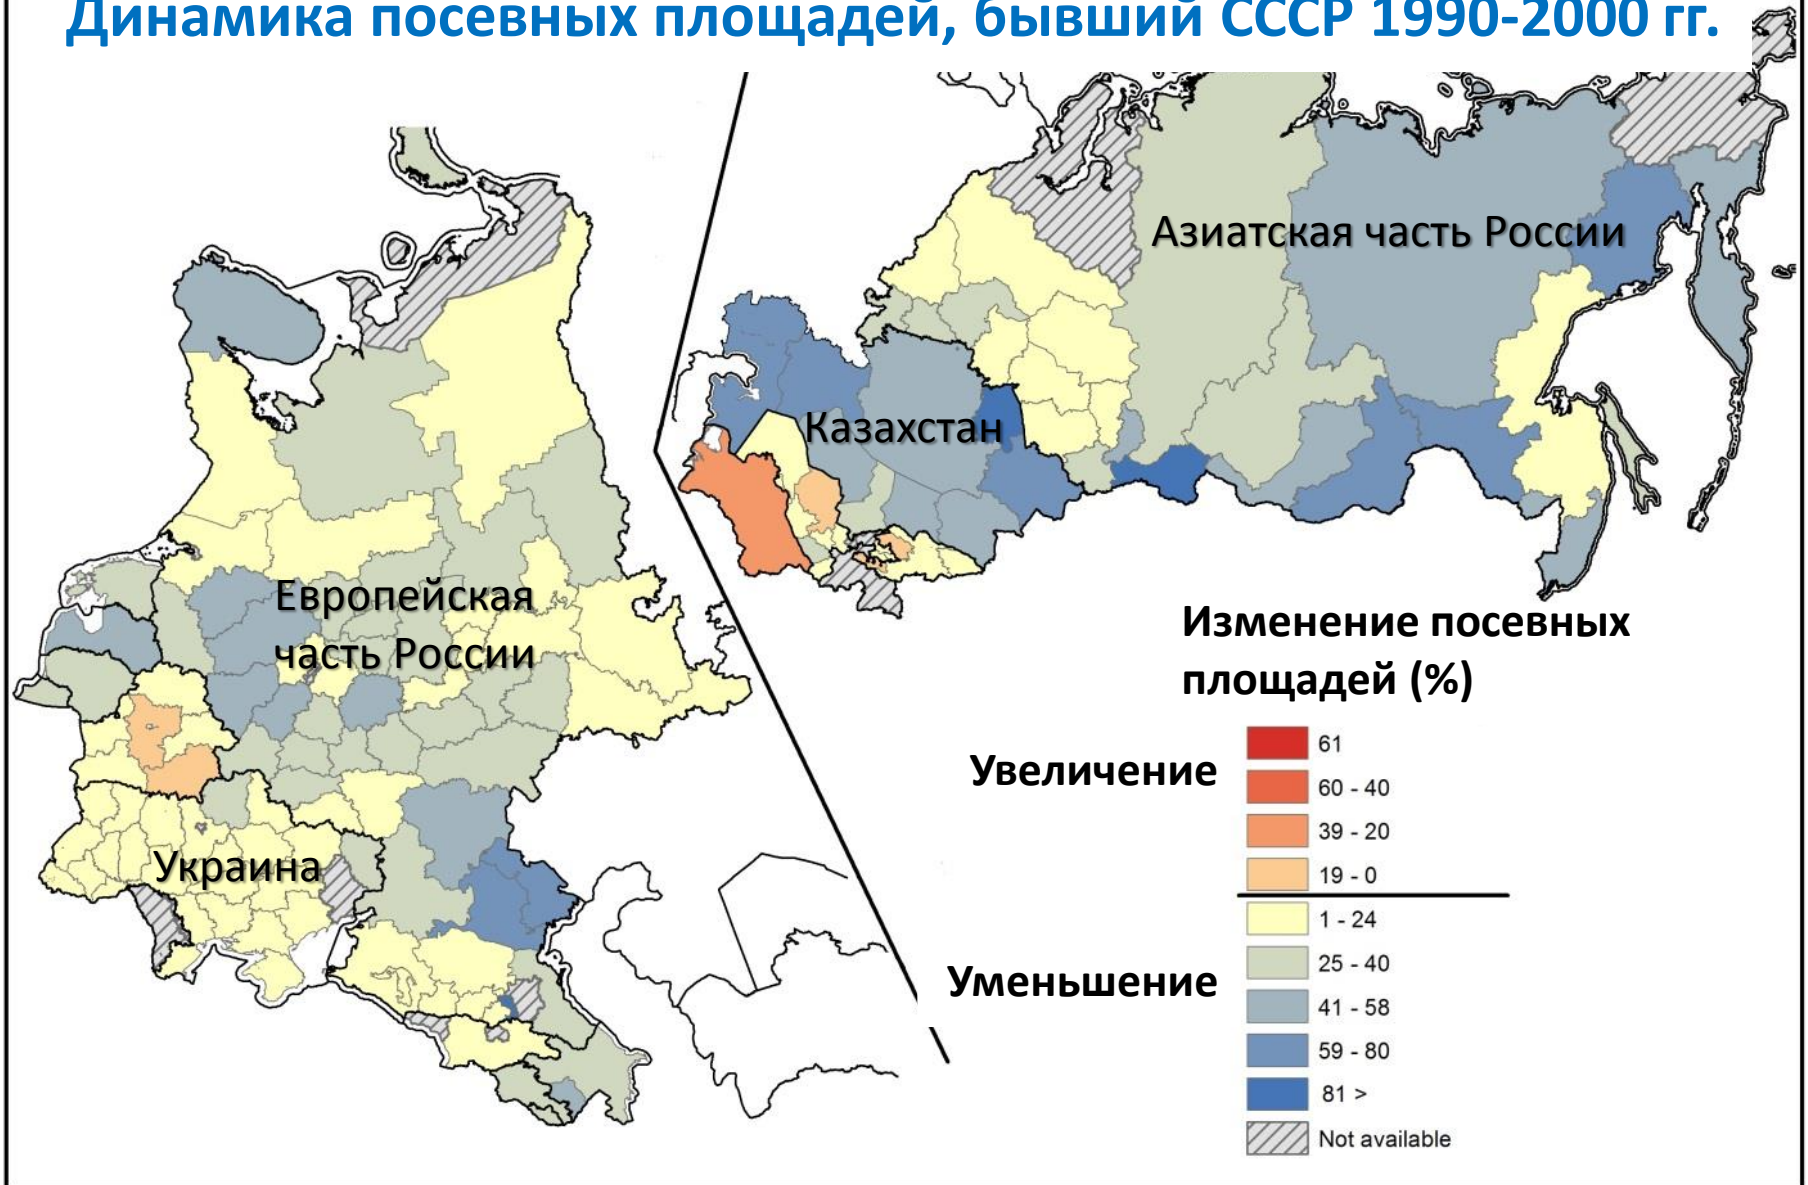 Динамика посевных площадей, бывший СССР 1990-2000 гг.
Азиатская часть России
Казахстан
Европейская
часть России
Украина
Изменение посевных
площадей (%)
Увеличение
61
60 - 40
39 - 20
19 - 0
Уменьшение
1 - 24
25 - 40
41 - 58
59 - 80
81 >
Not available